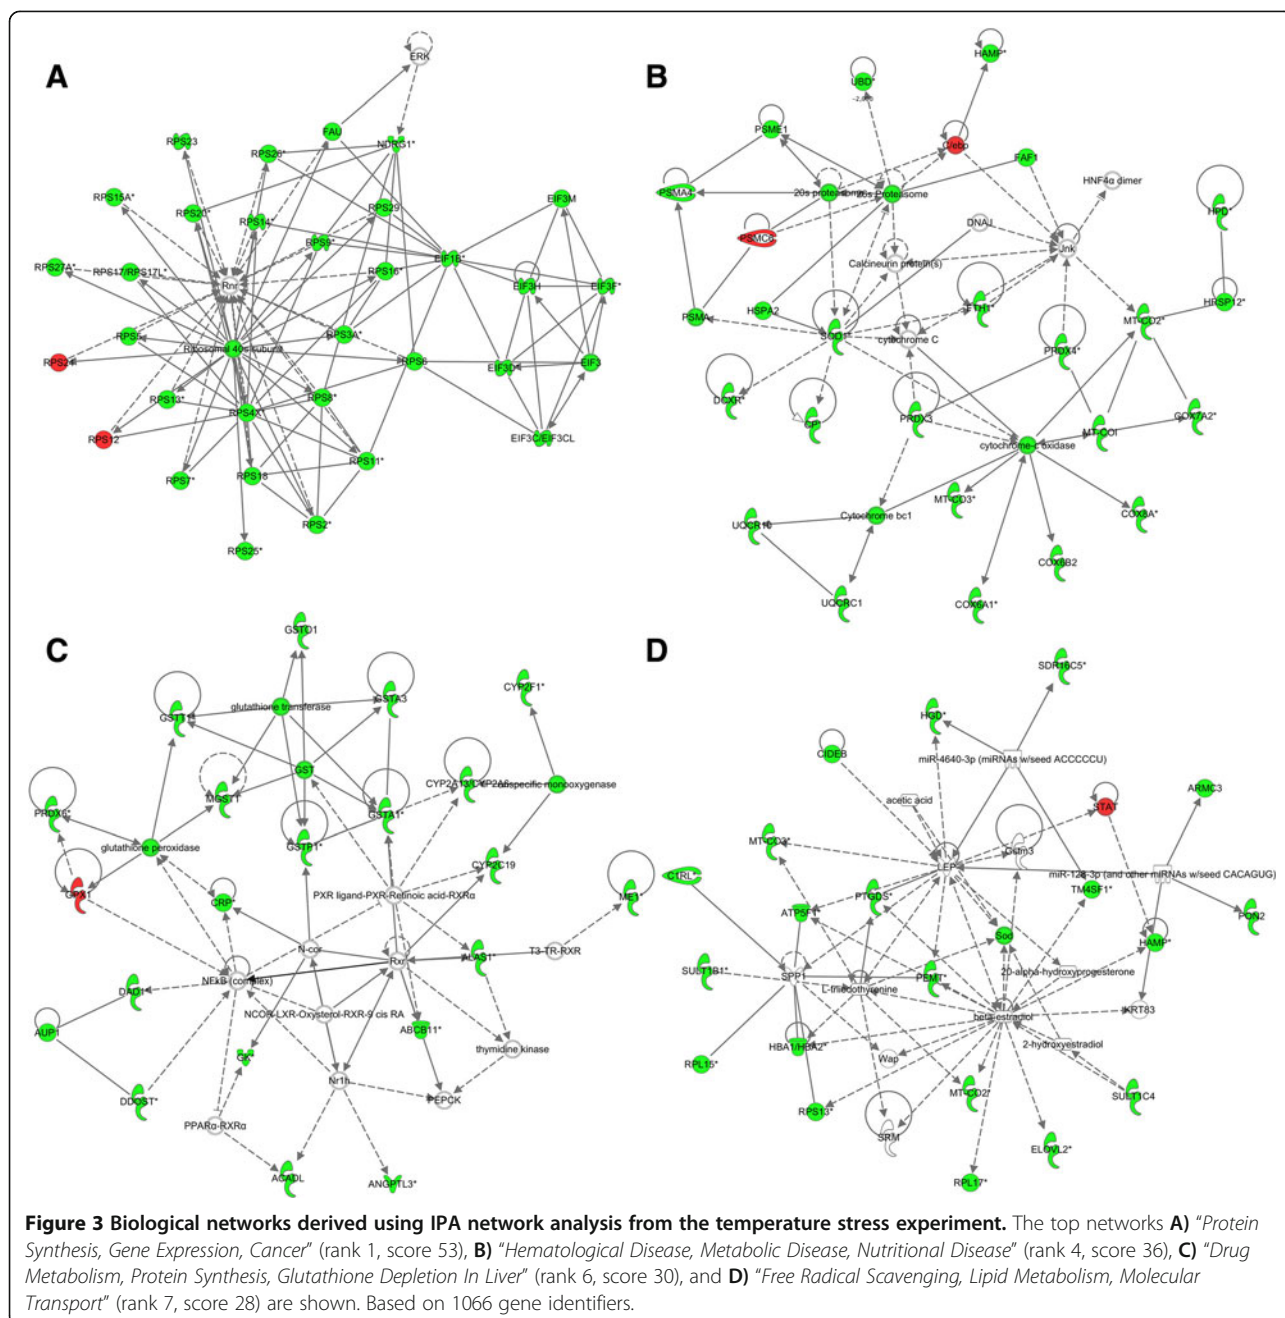 A
ERK
FAU
RPS23
NDRG1*
RPS26*
RPS15A*
RPS20*
RPS14*
RPS29
EIF3M
RPS9*
EIF1B*
RPS27A*
RPS17/RPS17L*
Rnr
RPS16*
EIF3H
EIF3F*
RPS5
RPS3A*
Ribosomal 40s subunit
RPS24
RPS6
EIF3D*
EIF3
RPS13*
RPS8*
RPS4X*
RPS12
EIF3C/EIF3CL
RPS11*
RPS7*
RPS18
RPS2*
RPS25*
B
HAMP*
UBD*
PSME1
C/ebp
FAF1
PSMA4
20s proteasome
26s Proteasome
HNF4α dimer
HPD*
PSMC6
DNAJ
Jnk
Calcineurin protein(s)
PSMA
HSPA2
FTH1*
MT-CO2*
HRSP12*
SOD1*
cytochrome C
PRDX4*
DCXR*
CP*
PRDX3
MT-COI
COX7A2*
cytochrome-c oxidase
MT-CO3*
COX8A*
UQCR10
Cytochrome bc1
COX6B2
UQCRC1
COX6A1*
C
GSTO1
GSTT1*
glutathione transferase
GSTA3
CYP2F1*
GST
MGST1
CYP2A13/CYP2A6
unspecific monooxygenase
PRDX6*
GSTA1*
glutathione peroxidase
GSTP1*
CYP2C19
GPX1
CRP*
PXR ligand-PXR-Retinoic acid-RXRα
ME1*
N-cor
Rxr
ALAS1*
T3-TR-RXR
NFkB (complex)
DAD1*
NCOR-LXR-Oxysterol-RXR-9 cis RA
AUP1
ABCB11*
GK*
thymidine kinase
Nr1h
DDOST*
PEPCK
PPARα-RXRα
ACADL
ANGPTL3*
D
SDR16C5*
HGD*
CIDEB
miR-4640-3p (miRNAs w/seed ACCCCCU)
ARMC3
acetic acid
STAT
MT-CO3*
Gstm3
LEP
C1RL*
miR-128-3p (and other miRNAs w/seed CACAGUG)
PTGDS*
TM4SF1*
ATP5F1*
PON2
Sod
HAMP*
SULT1B1*
SPP1
PEMT*
20-alpha-hydroxyprogesterone
L-triiodothyronine
beta-estradiol
KRT83
HBA1/HBA2*
2-hydroxyestradiol
RPL15*
Wap
MT-CO2*
SULT1C4
RPS13*
SRM
ELOVL2*
RPL17*
Figure 3 Biological networks derived using IPA network analysis from the temperature stress experiment. The top networks A) “Protein
Synthesis, Gene Expression, Cancer” (rank 1, score 53), B) “Hematological Disease, Metabolic Disease, Nutritional Disease” (rank 4, score 36), C) “Drug
Metabolism, Protein Synthesis, Glutathione Depletion In Liver” (rank 6, score 30), and D) “Free Radical Scavenging, Lipid Metabolism, Molecular
Transport” (rank 7, score 28) are shown. Based on 1066 gene identifiers.